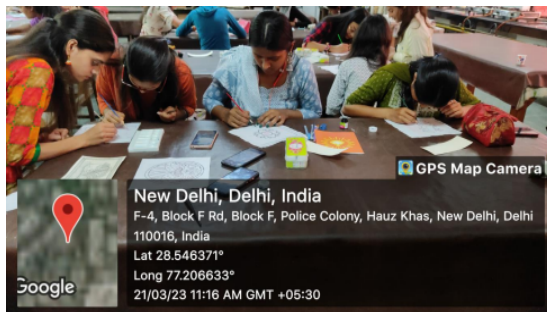 GPS Map Camera
New Delhi, Delhi, India
F-4, Block F Rd, Block F, Police Colony, Hauz Khas, New Delhi, Delhi
110016, India
Lat 28.546371°
Long 77.206633°
21/03/23 11:16 AM GMT +05:30
Google